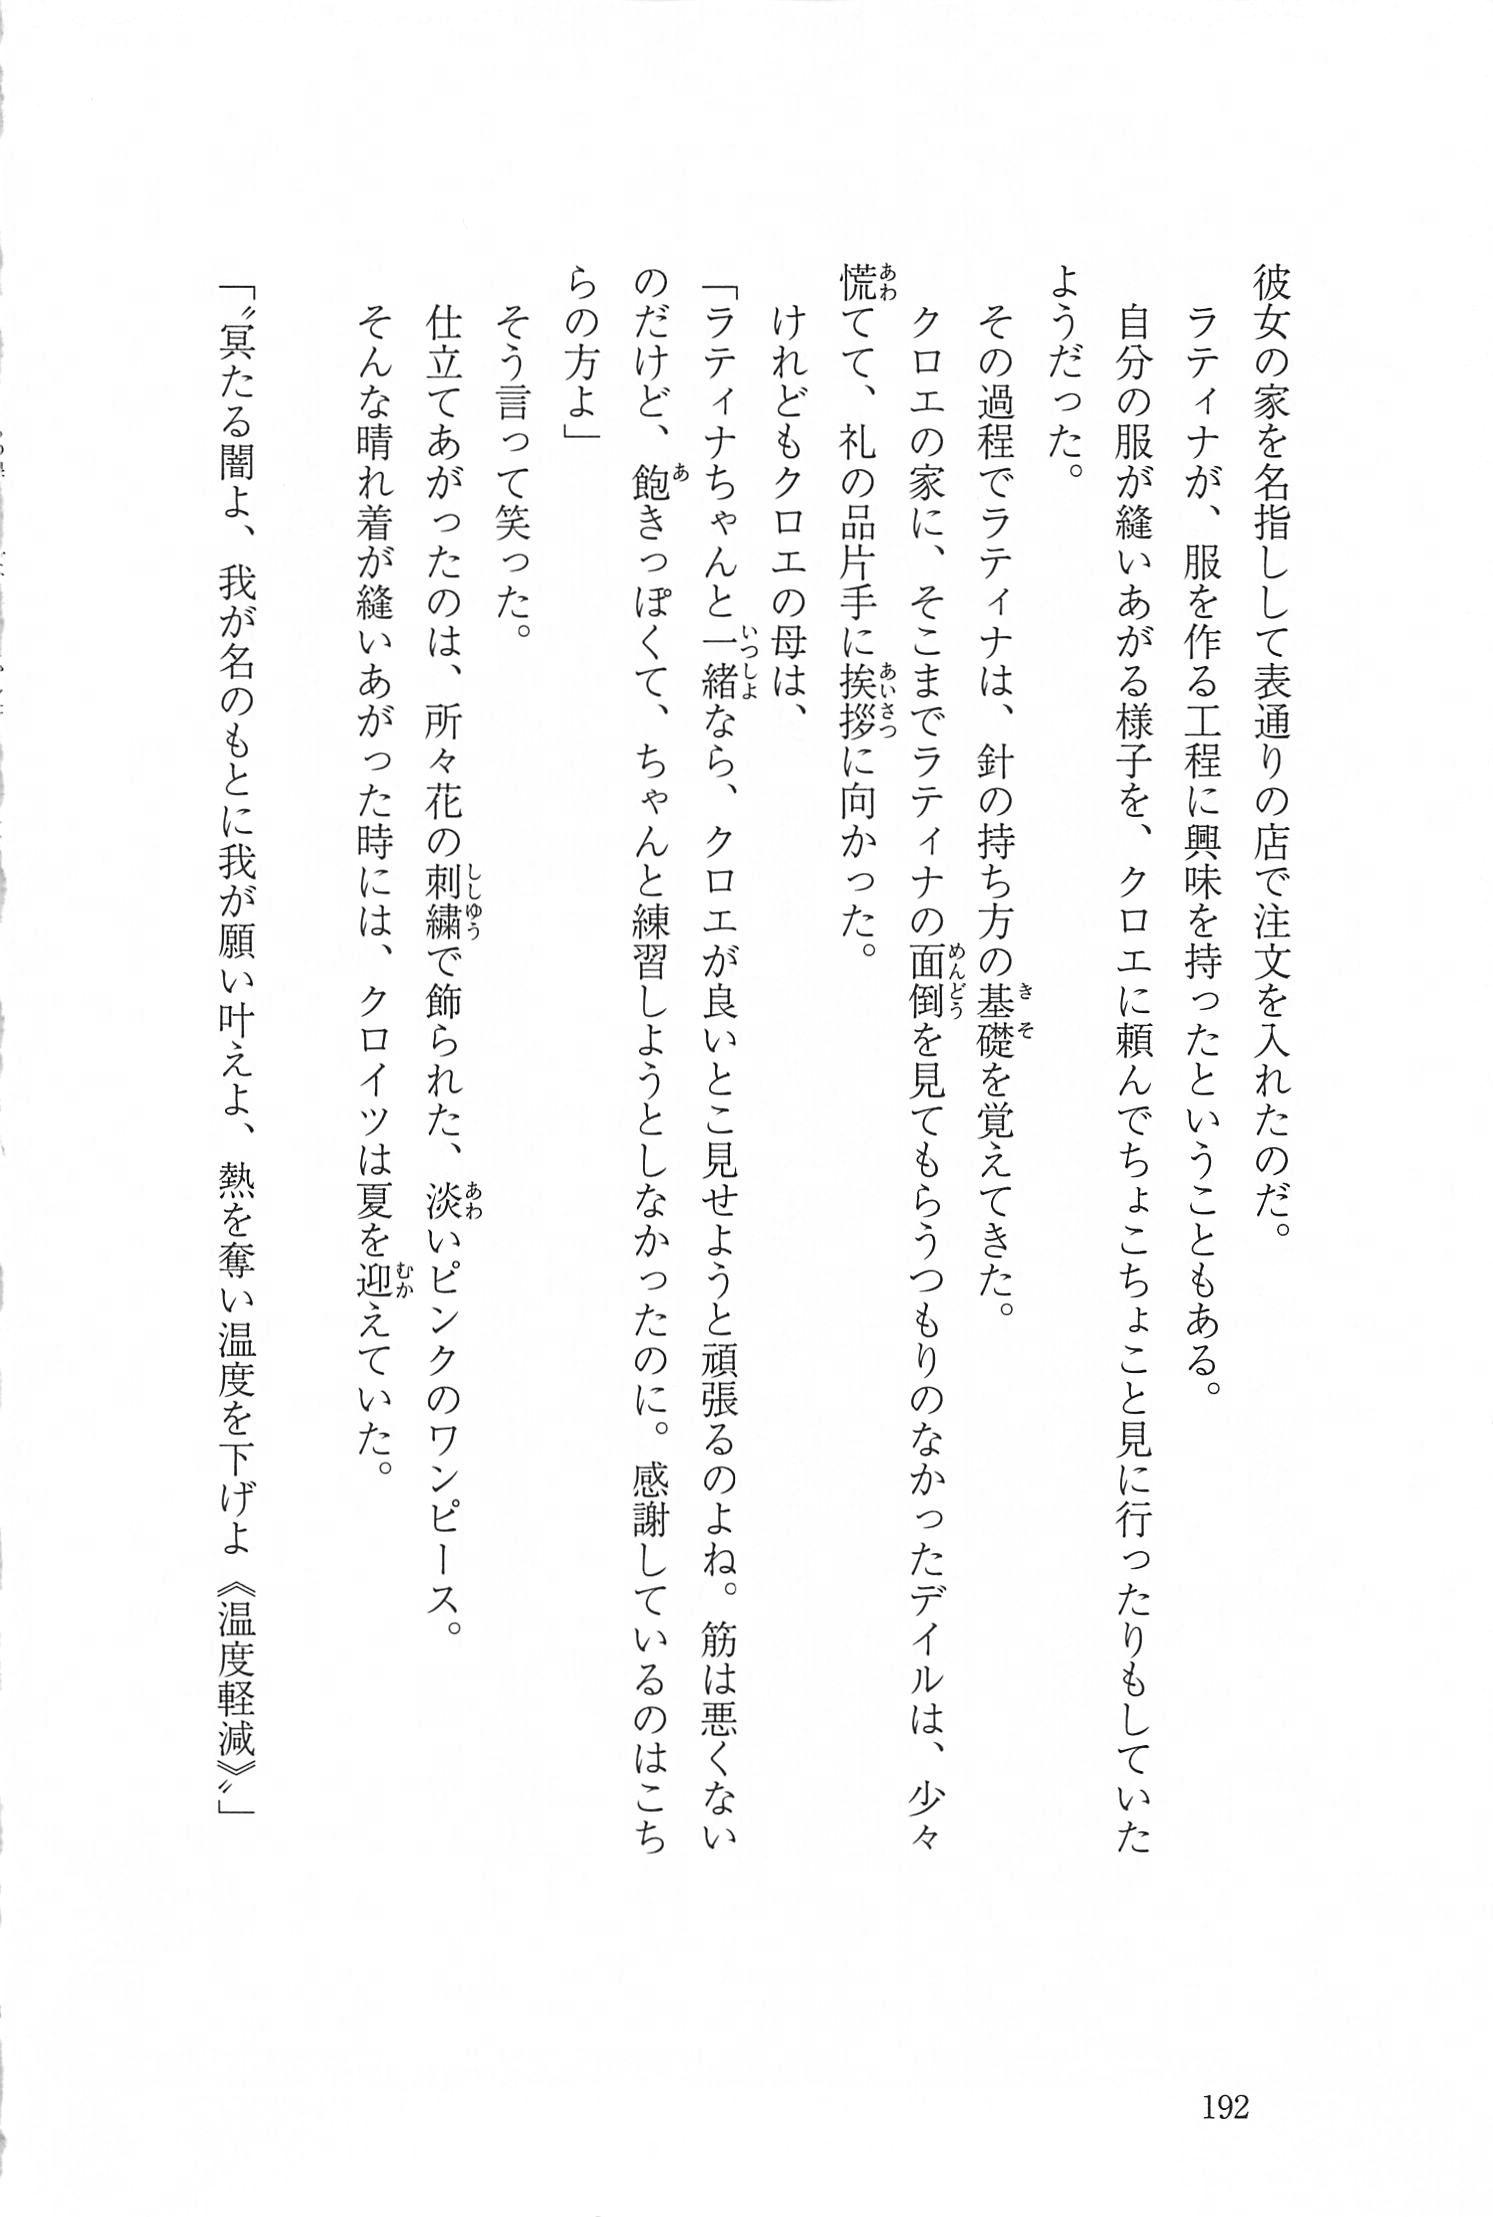 彼女の家を名指しして表通りの店で注文を入れたのだ。
　ラティナが、服を作る工程に興味を持ったということもある。
　自分の服が縫いあがる様子を、クロエに頼んでちょこちょこと見に行ったりもしていた
ようだった。
　その過程でラティナは、針の持ち方の基礎を覚えてきた。
　クロエの家に、そこまでラティナの面倒を見てもらうつもりのなかったデイルは、少々
慌てて、礼の品片手に挨拶に向かった。
　けれどもクロエの母は、
「ラティナちゃんと一緒なら、クロエが良いとこ見せようと頑張るのよね。筋は悪くない
のだけど、飽きっぽくて、ちゃんと練習しようとしなかったのに。感謝しているのはこち
らの方よ」
　そう言って笑った。
　仕立てあがったのは、所々花の刺繍で飾られた、淡いピンクのワンピース。
　そんな晴れ着が縫いあがった時には、クロイツは夏を迎えていた。
「〝冥たる闇よ、我が名のもとに我が願い叶えよ、熱を奪い温度を下げよ《温度軽減》〟」
192